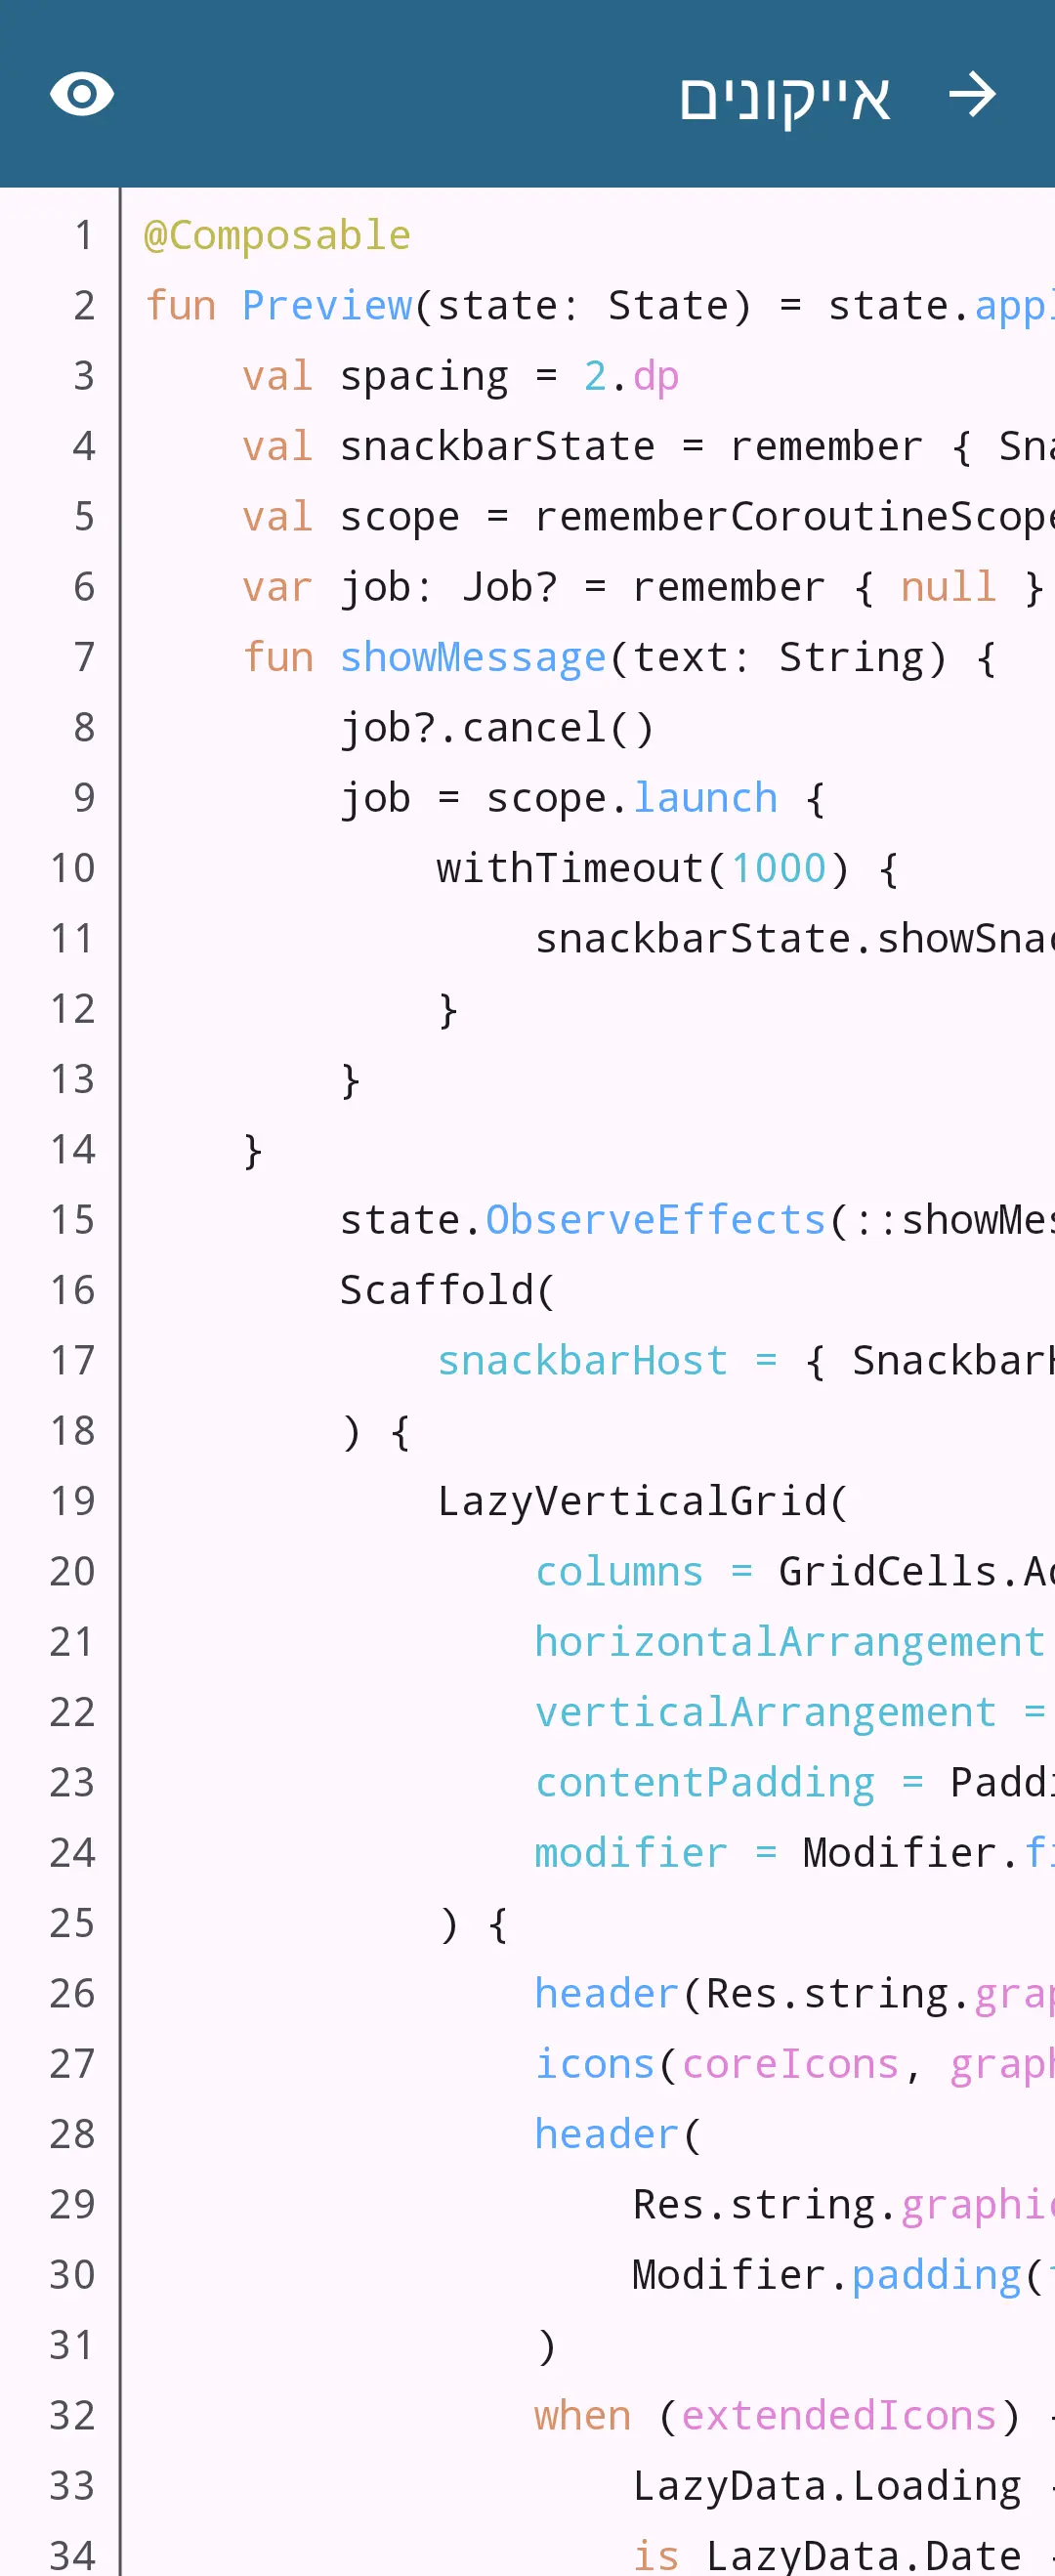 אייקונים
1 @Composable
2 fun Preview(state: State) = state.appl
3     val spacing = 2.dp
4     val snackbarState = remember { Sna
5     val scope = rememberCoroutineScope
6     var job: Job? = remember { null }
7     fun showMessage(text: String) {
8         job?.cancel()
9         job = scope.launch {
10             withTimeout(1000) {
11                 snackbarState.showSnac
12             }
13         }
14     }
15         state.ObserveEffects(::showMes
16         Scaffold(
17             snackbarHost = { SnackbarH
18         ) {
19             LazyVerticalGrid(
20                 columns = GridCells.Ad
21                 horizontalArrangement
22                 verticalArrangement =
23                 contentPadding = Paddi
24                 modifier = Modifier.fi
25             ) {
26                 header(Res.string.grap
27                 icons(coreIcons, graph
28                 header(
29                     Res.string.graphic
30                     Modifier.padding(
31                 )
32                 when (extendedIcons)
33                     LazyData.Loading
34                     is LazyData.Date